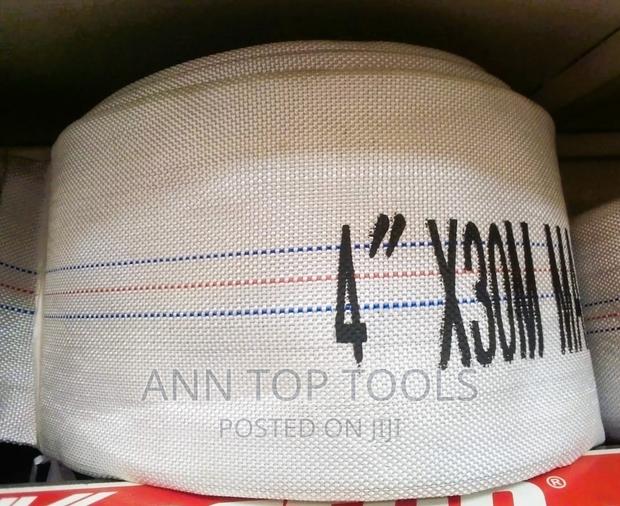 4" X30M
ANN TOP TOOLS
POSTED ON JIJI
®